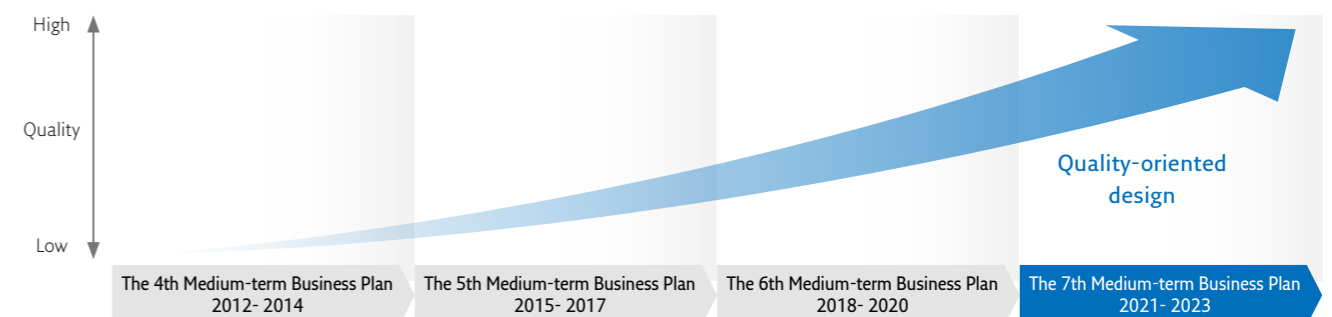 High
Quality
Low
Quality-oriented
design
The 4th Medium-term Business Plan
2012- 2014
The 5th Medium-term Business Plan
2015- 2017
The 6th Medium-term Business Plan
2018- 2020
The 7th Medium-term Business Plan
2021- 2023